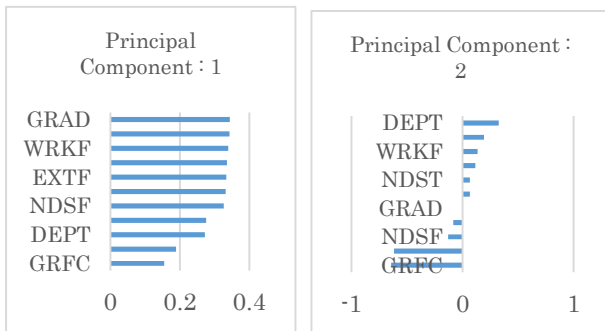 Principal
Component : 1
GRAD
WRKF
EXTF
NDSF
DEPT
GRFC
0 0.2 0.4
Principal Component :
2
DEPT
WRKF
NDST
GRAD
NDSF
GRFC
-1 0 1